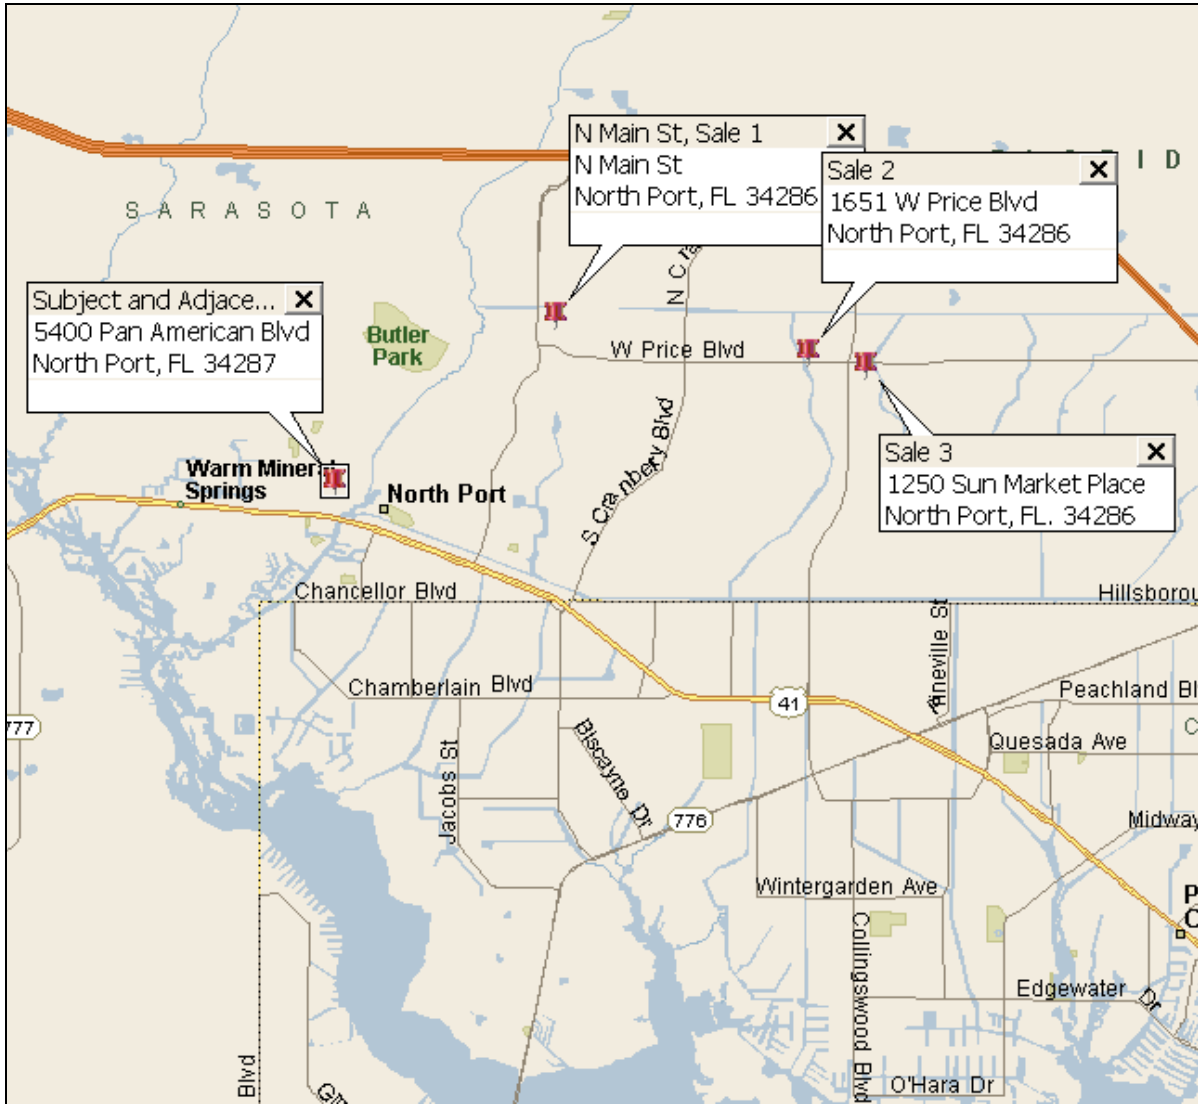 N Main St, Sale 1
N Main St
North Port, FL 34286
Sale 2
1651 W Price Blvd
North Port, FL 34286
I D
S A R A S O T A
Subject and Adjace...
5400 Pan American Blvd
North Port, FL 34287
Butler
Park
N Cra
W Price Blvd
Sale 3
1250 Sun Market Place
North Port, FL. 34286
Warm Mineral
Springs
North Port
S Cranberry Blvd
Chancellor Blvd
Hillsborou
Chamberlain Blvd
41
Pineville St
Peachland Bl
777
Quesada Ave
C
Jacobs St
Biscayne Dr
776
Midway
Wintergarden Ave
P
C
Collingswood Blvd
Edgewater Dr
Blvd
O'Hara Dr